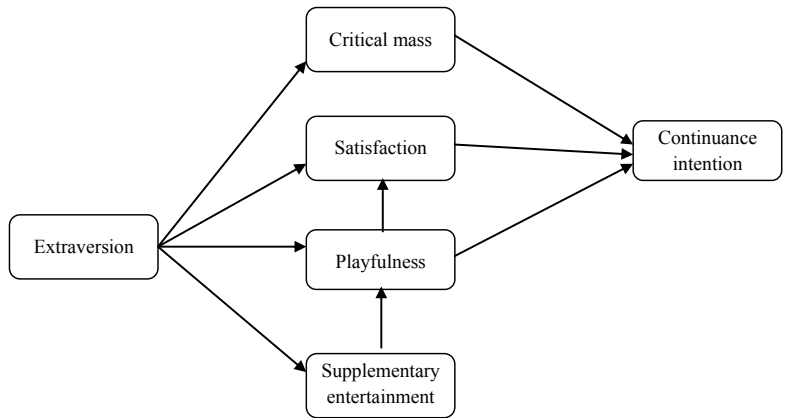 Critical mass
Satisfaction
Continuance
intention
Extraversion
Playfulness
Supplementary
entertainment